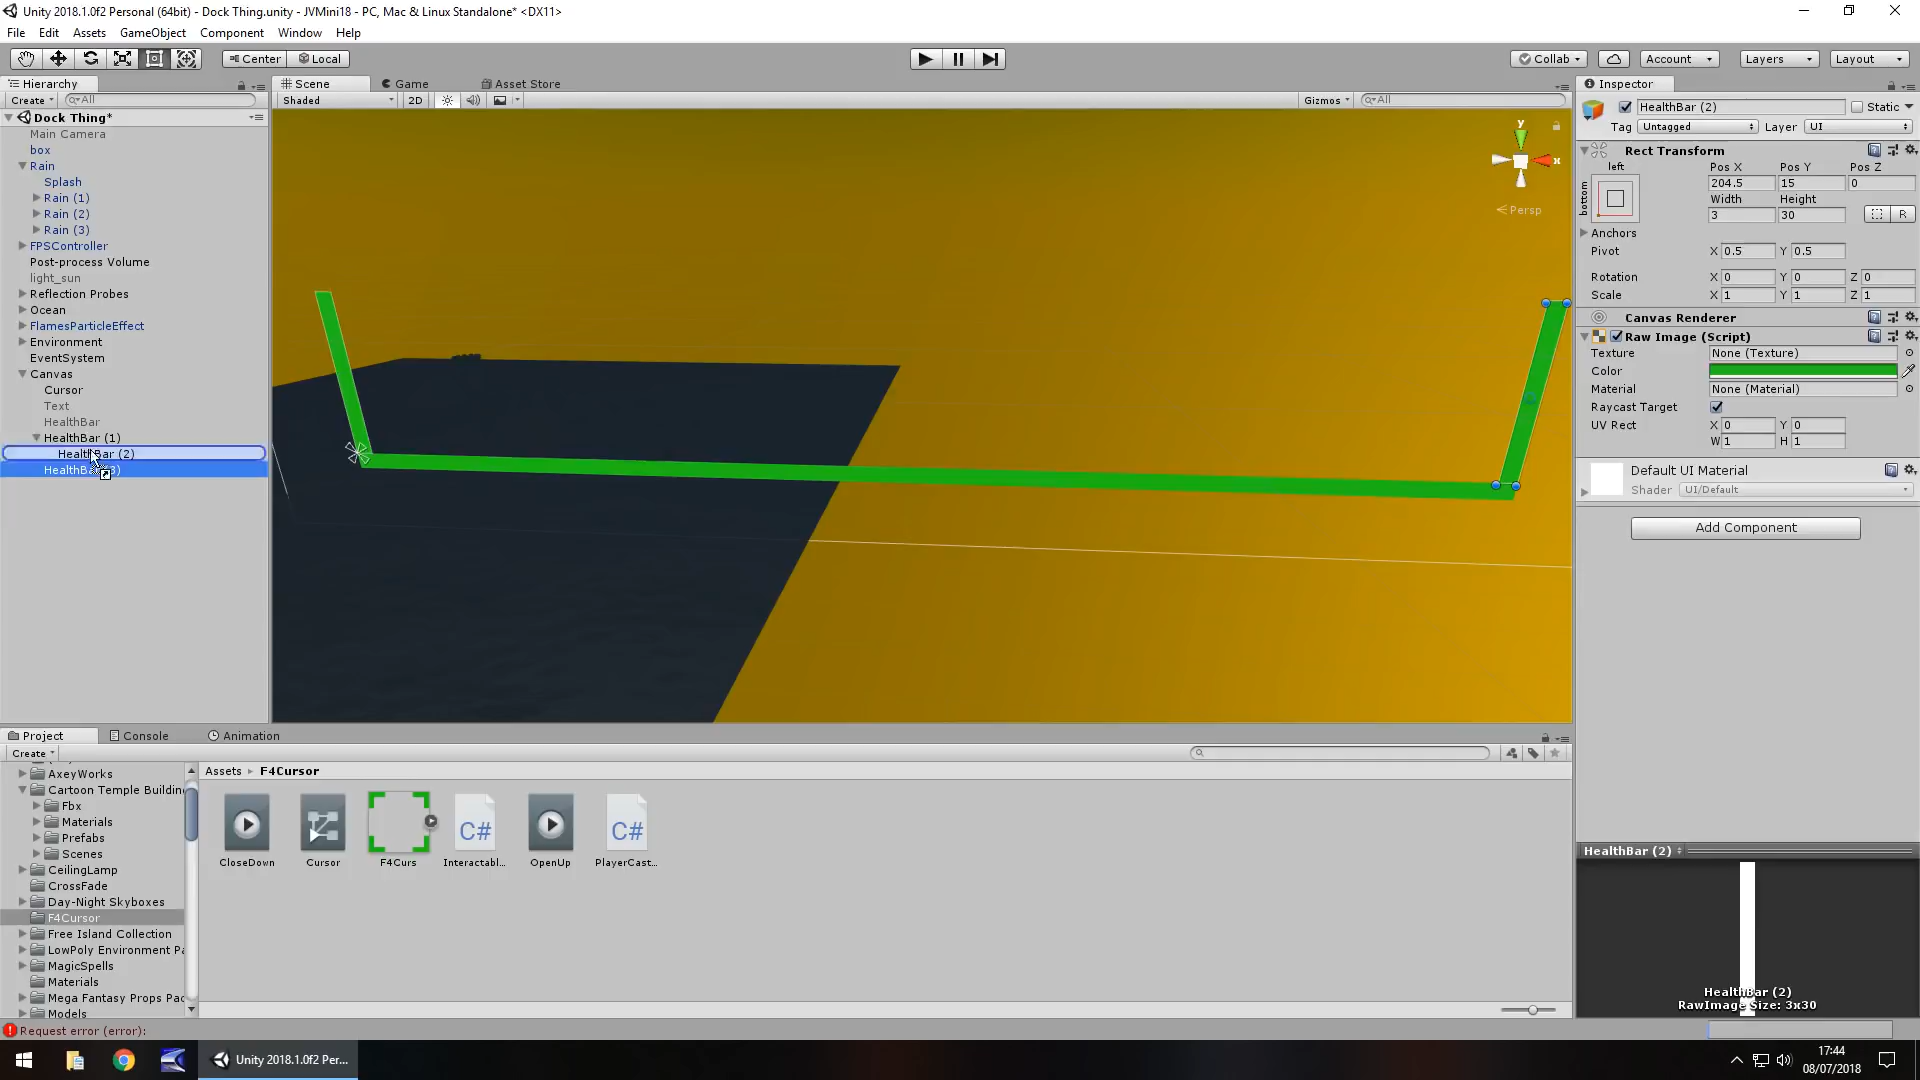 Unity 2018.1.0f2 Personal (64bit) - Dock Thing.unity - JVMini18 - PC, Mac & Linux Standalone* <DX11>
File Edit Assets GameObject Component Window Help
Center Local Collab Account Layers Layout
Hierarchy Scene Game Asset Store Inspector
Create All Shaded 2D Gizmos All
HealthBar (2) Static
Tag Untagged Layer UI
Dock Thing*
Main Camera
box
Rain
Splash
Rain (1)
Rain (2)
Rain (3)
FPSController
Post-process Volume
light_sun
Reflection Probes
Ocean
FlamesParticleEffect
Environment
EventSystem
Canvas
Cursor
Text
HealthBar
HealthBar (1)
HealthBar (2)
y
x
Persp
Rect Transform
left Pos X Pos Y Pos Z
bottom 204.5 15 0
Width Height
3 30 R
Anchors
Pivot X 0.5 Y 0.5
Rotation X 0 Y 0 Z 0
Scale X 1 Y 1 Z 1
Canvas Renderer
Raw Image (Script)
Texture None (Texture)
Color
Material None (Material)
Raycast Target
UV Rect X 0 Y 0
W 1 H 1
Default UI Material
Shader UI/Default
Add Component
Project Console Animation
Create
AxeyWorks
Cartoon Temple Building
Fbx
Materials
Prefabs
Scenes
CeilingLamp
CrossFade
Day-Night Skyboxes
F4Cursor
Free Island Collection
LowPoly Environment Pa
MagicSpells
Materials
Mega Fantasy Props Pac
Models
Assets F4Cursor
CloseDown Cursor F4Curs Interactabl... OpenUp PlayerCast...
C# C#
HealthBar (2)
HealthBar (2)
RawImage Size: 3x30
Request error (error):
Unity 2018.1.0f2 Per...
17:44
08/07/2018